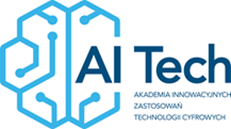 AI Tech
AKADEMIA INNOWACYJNYCH
ZASTOSOWAŃ
TECHNOLOGII CYFROWYCH